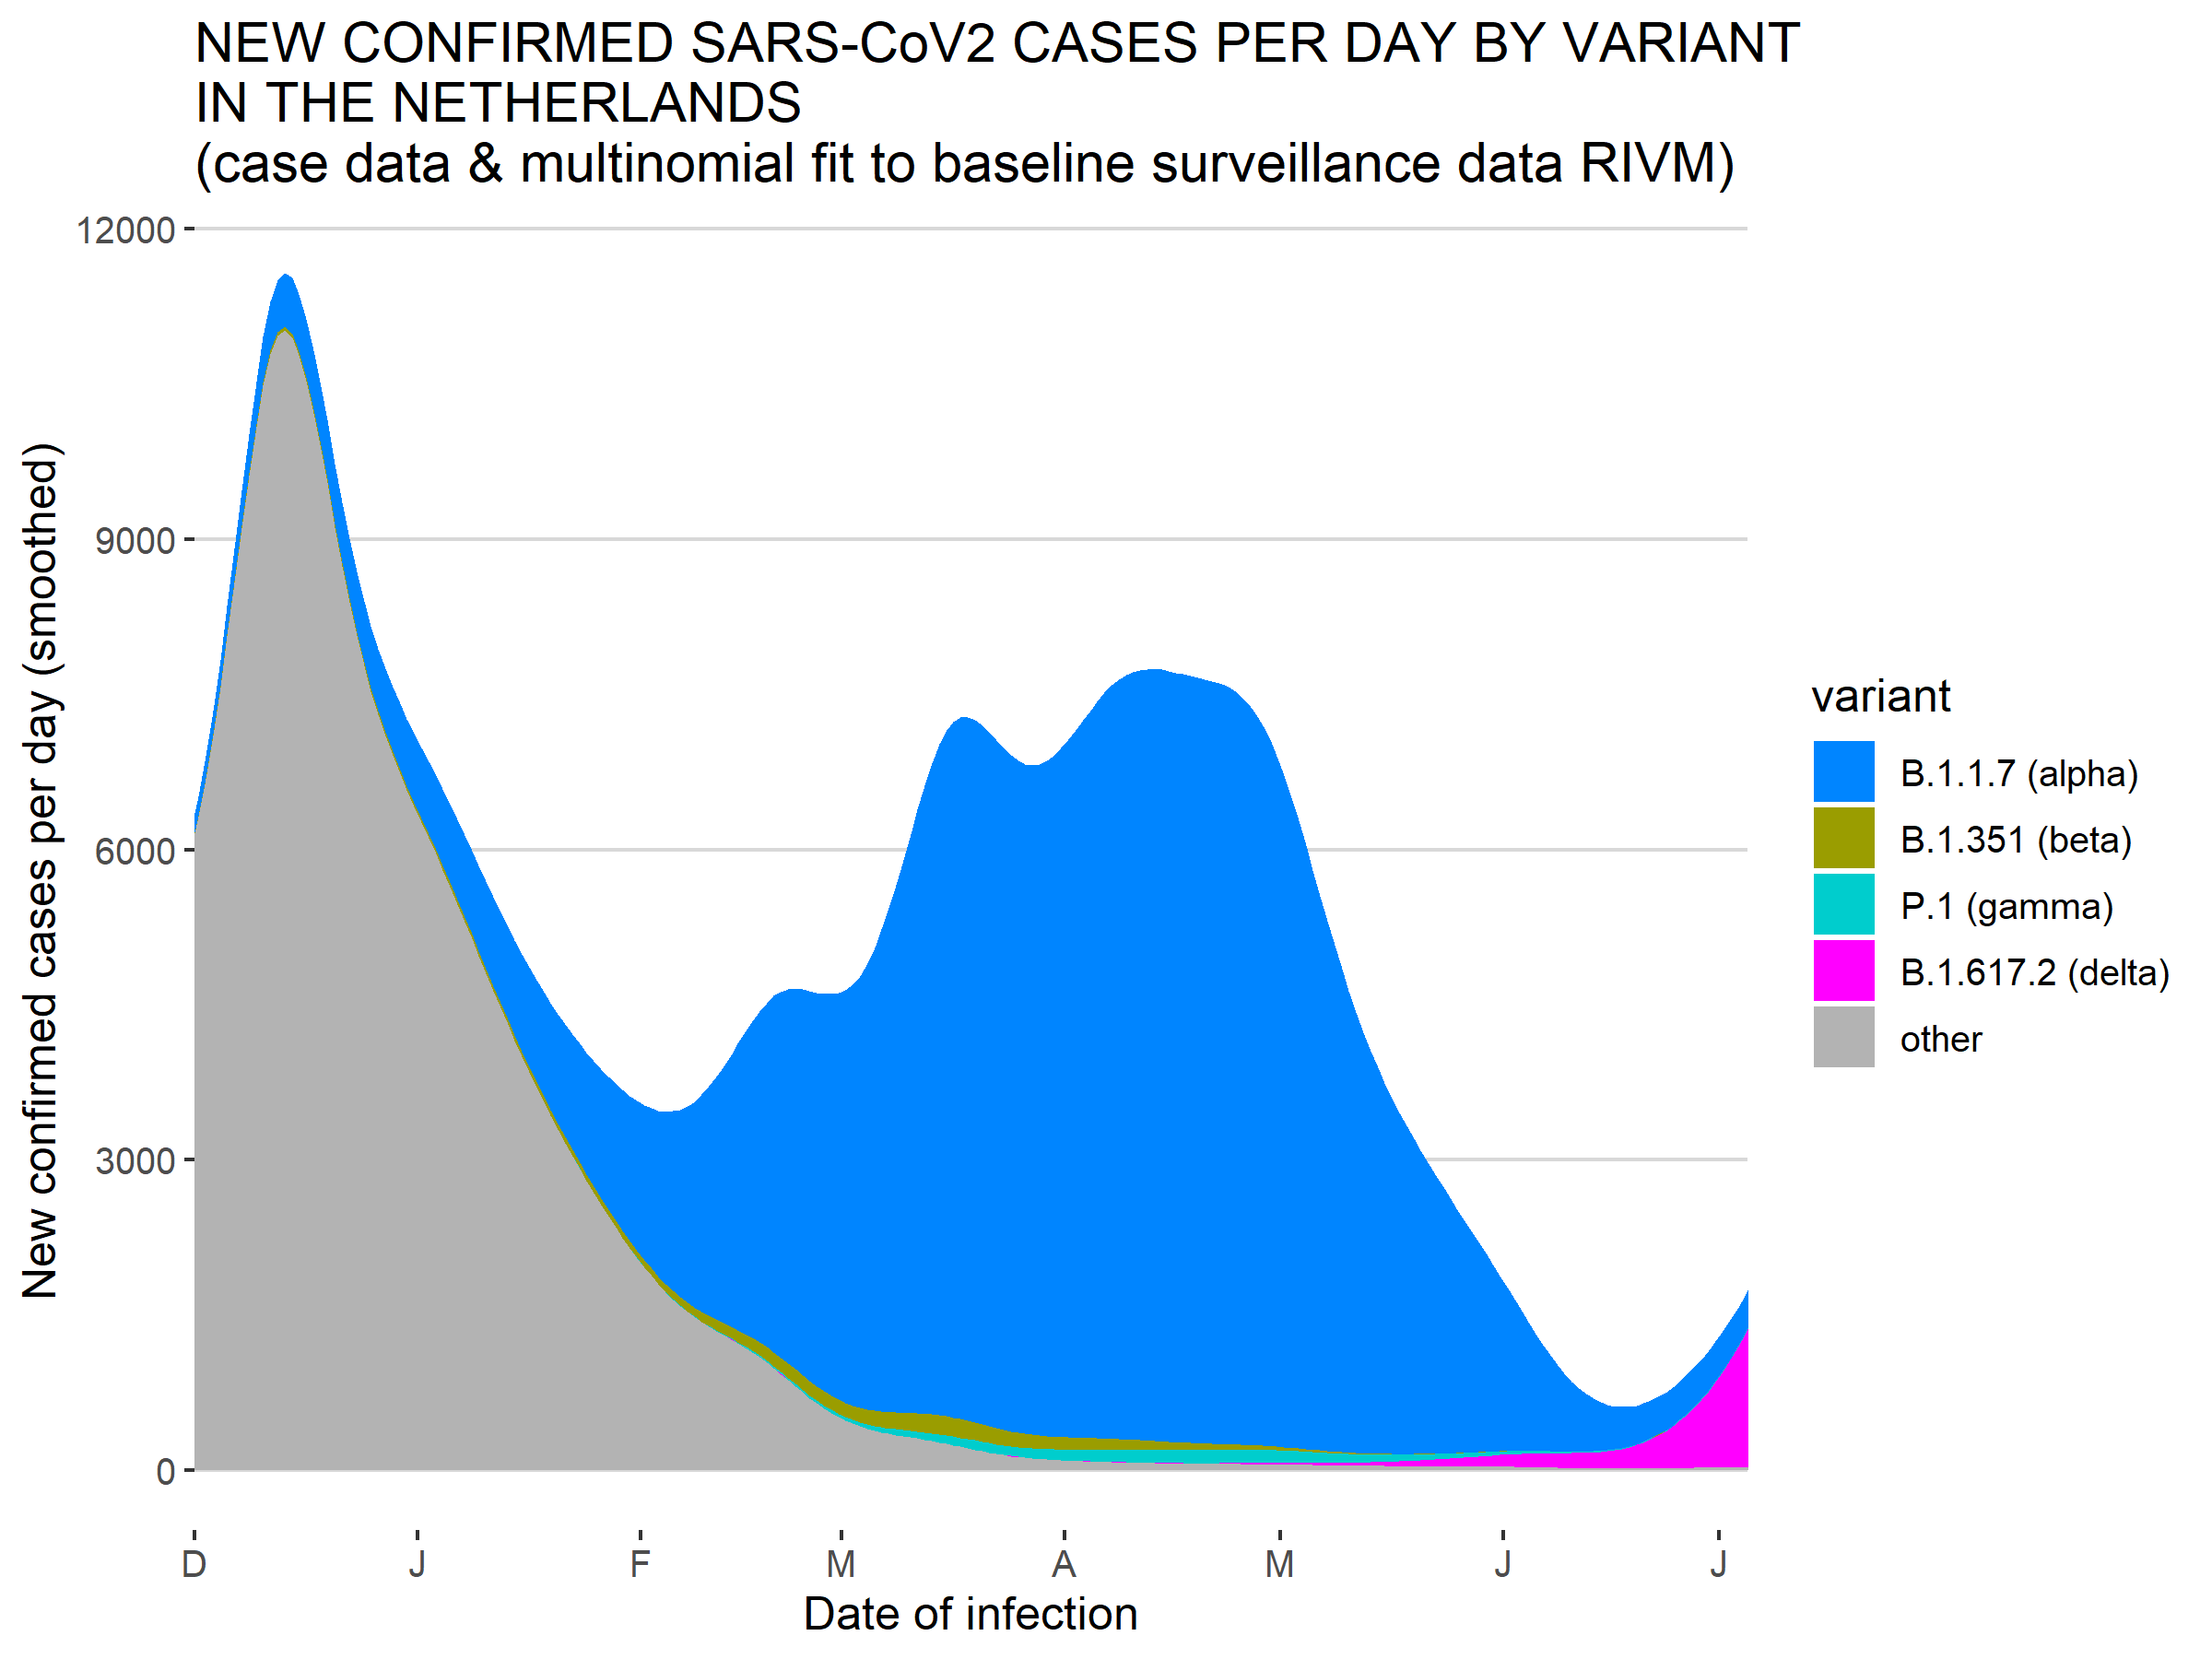 NEW CONFIRMED SARS-CoV2 CASES PER DAY BY VARIANT
IN THE NETHERLANDS
(case data & multinomial fit to baseline surveillance data RIVM)
New confirmed cases per day (smoothed)
12000
9000
6000
3000
0
D J F M A M J J
Date of infection
variant
B.1.1.7 (alpha)
B.1.351 (beta)
P.1 (gamma)
B.1.617.2 (delta)
other